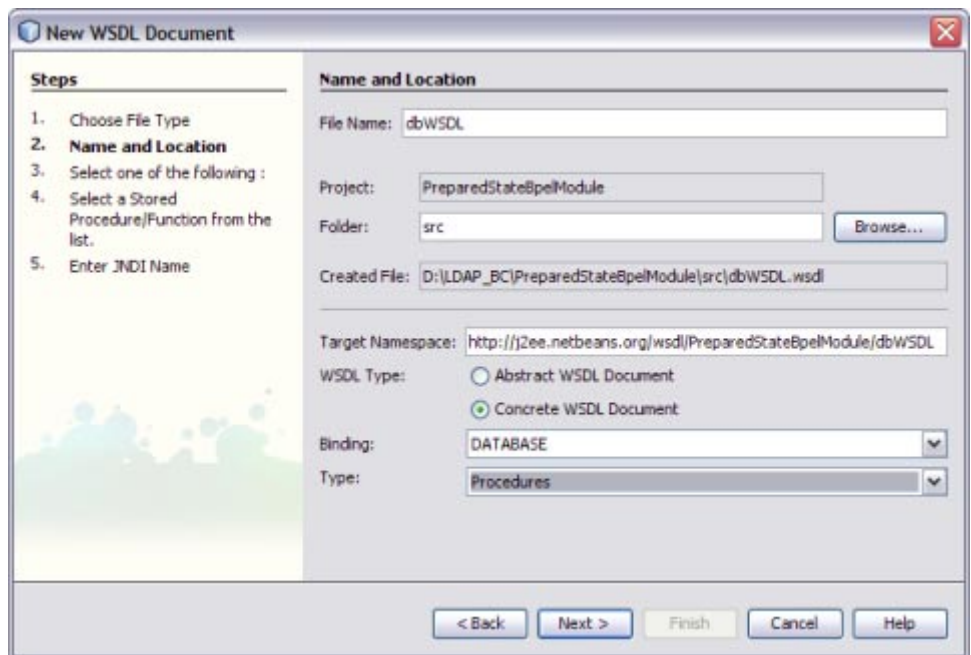 New WSDL Document
Steps
1. Choose File Type
2. Name and Location
3. Select one of the following :
4. Select a Stored
Procedure/Function from the
list.
5. Enter JNDI Name
Name and Location
File Name: dbWSDL
Project: PreparedStateBpelModule
Folder: src Browse...
Created File: D:\LDAP_BC\PreparedStateBpelModule\src\dbWSDL.wsdl
Target Namespace: http://j2ee.netbeans.org/wsdl/PreparedStateBpelModule/dbWSDL
WSDL Type: Abstract WSDL Document
Concrete WSDL Document
Binding: DATABASE
Type: Procedures
< Back Next > Finish Cancel Help